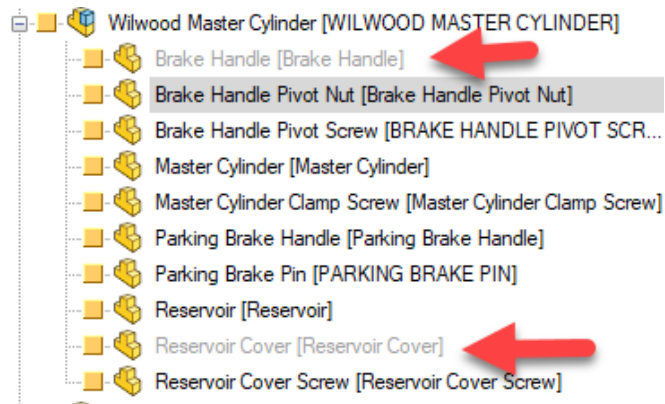 Wilwood Master Cylinder [WILWOOD MASTER CYLINDER]
Brake Handle [Brake Handle]
Brake Handle Pivot Nut [Brake Handle Pivot Nut]
Brake Handle Pivot Screw [BRAKE HANDLE PIVOT SCR...
Master Cylinder [Master Cylinder]
Master Cylinder Clamp Screw [Master Cylinder Clamp Screw]
Parking Brake Handle [Parking Brake Handle]
Parking Brake Pin [PARKING BRAKE PIN]
Reservoir [Reservoir]
Reservoir Cover [Reservoir Cover]
Reservoir Cover Screw [Reservoir Cover Screw]